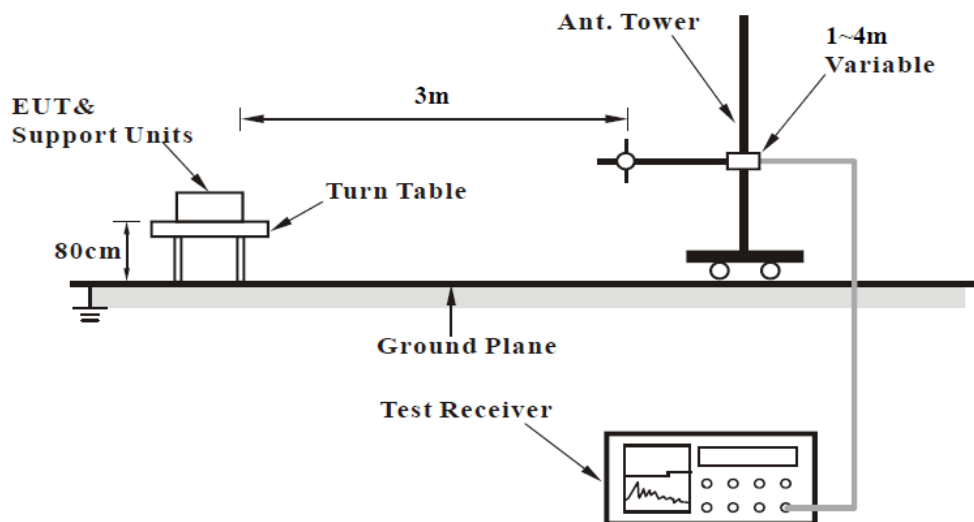 Ant. Tower
1~4m
Variable
3m
EUT&
Support Units
Turn Table
80cm
Ground Plane
Test Receiver